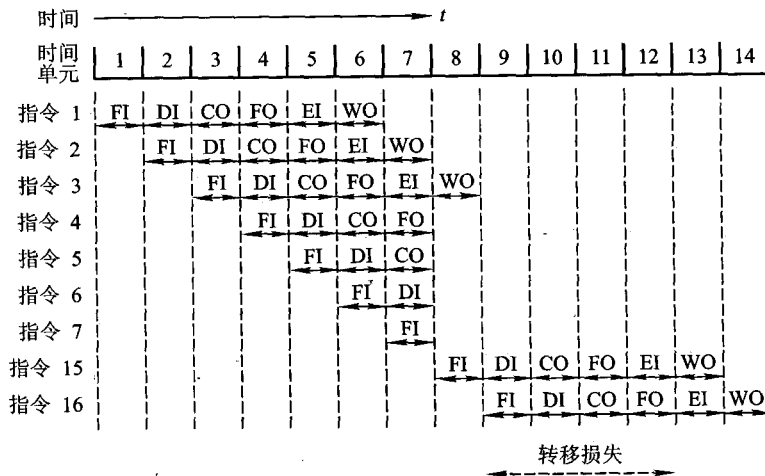 时间 t
时间单元 1 2 3 4 5 6 7 8 9 10 11 12 13 14
指令 1 FI DI CO FO EI WO
指令 2 FI DI CO FO EI WO
指令 3 FI DI CO FO EI WO
指令 4 FI DI CO FO
指令 5 FI DI CO
指令 6 FI DI
指令 7 FI
指令 15 FI DI CO FO EI WO
指令 16 FI DI CO FO EI WO
转移损失